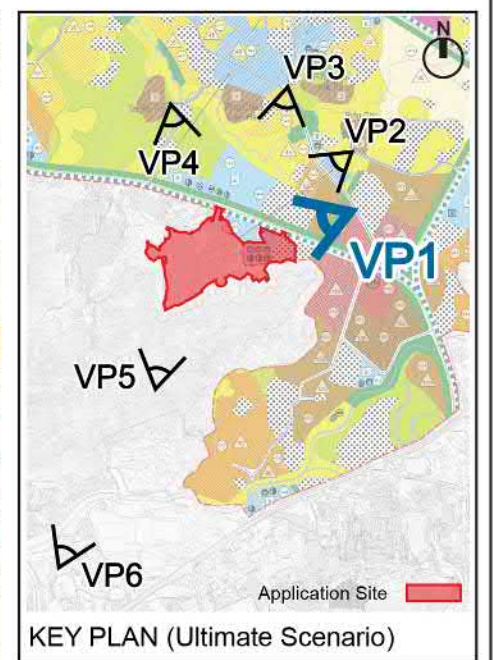 N
VP3
VP2
VP4
VP1
VP5
VP6
Application Site
KEY PLAN (Ultimate Scenario)